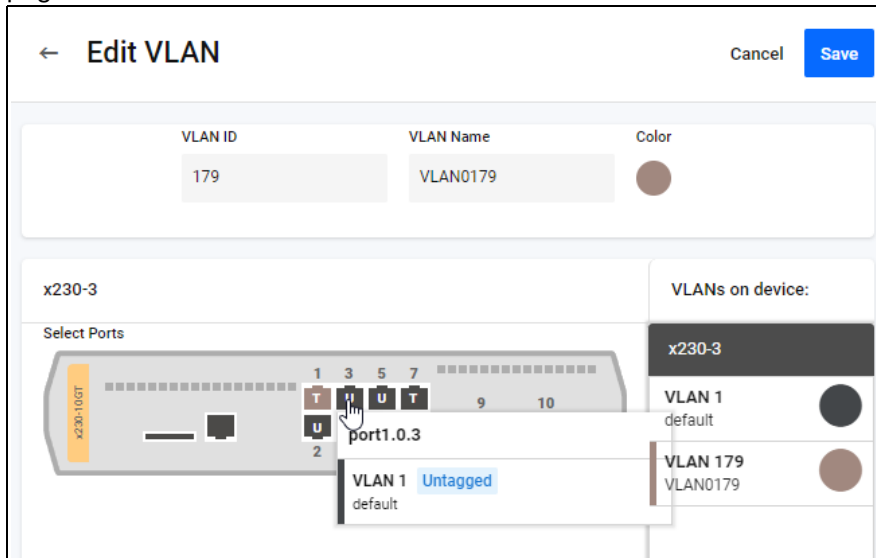 ← Edit VLAN
Cancel
Save
VLAN ID
VLAN Name
Color
179
VLAN0179
x230-3
VLANs on device:
Select Ports
x230-3
x230-10GT
1 3 5 7
T U U T
9 10
U
2
port1.0.3
VLAN 1 Untagged
default
VLAN 1
default
VLAN 179
VLAN0179